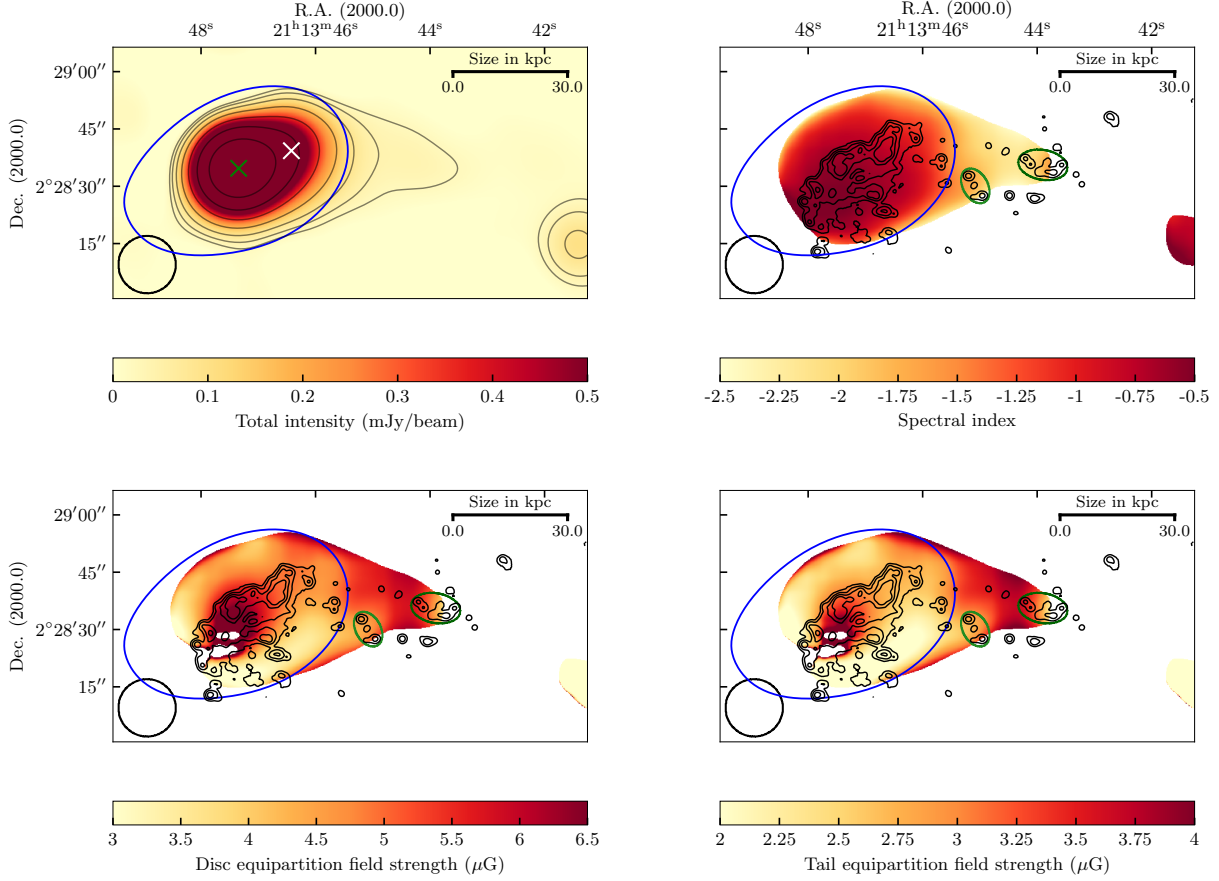 R.A. (2000.0)
48ˢ 21ʰ13ᵐ46ˢ 44ˢ 42ˢ
Dec. (2000.0)
29′00″
45″
2°28′30″
15″
Size in kpc
0.0 30.0
0 0.1 0.2 0.3 0.4 0.5
Total intensity (mJy/beam)
R.A. (2000.0)
48ˢ 21ʰ13ᵐ46ˢ 44ˢ 42ˢ
Size in kpc
0.0 30.0
-2.5 -2.25 -2 -1.75 -1.5 -1.25 -1 -0.75 -0.5
Spectral index
Dec. (2000.0)
29′00″
45″
2°28′30″
15″
Size in kpc
0.0 30.0
3 3.5 4 4.5 5 5.5 6 6.5
Disc equipartition field strength (μG)
Size in kpc
0.0 30.0
2 2.25 2.5 2.75 3 3.25 3.5 3.75 4
Tail equipartition field strength (μG)